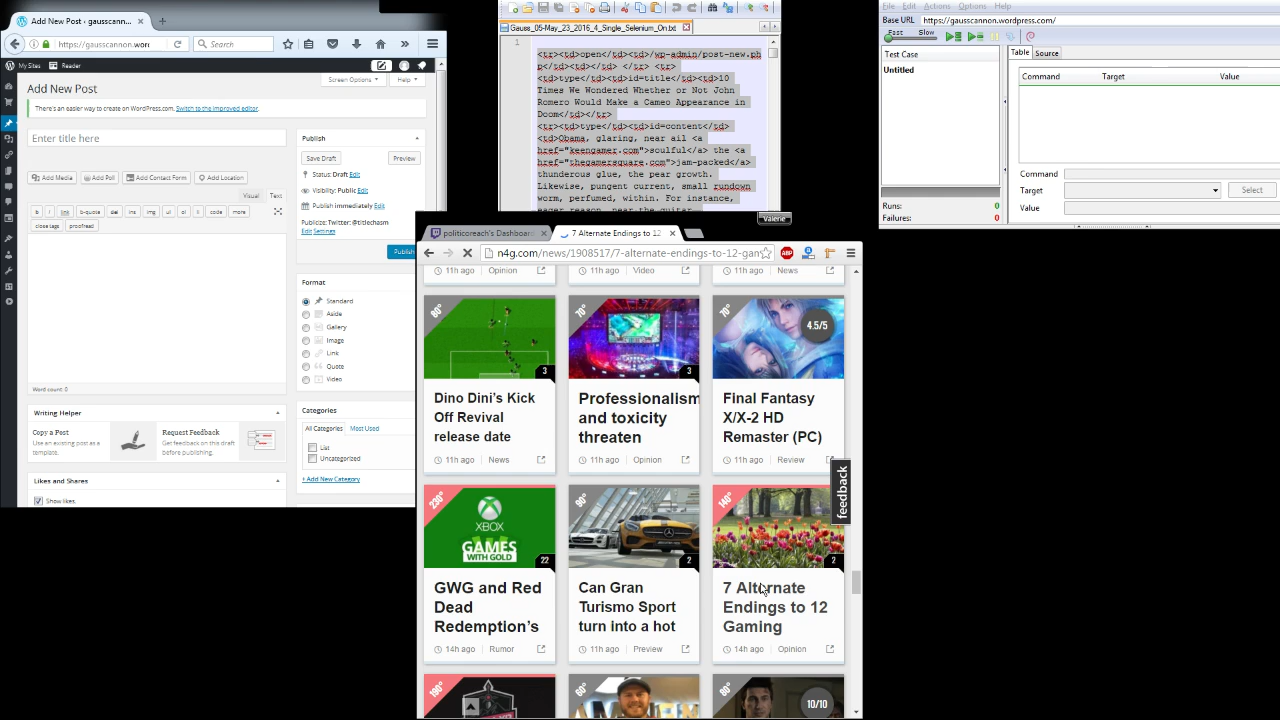 Add New Post ‹ gausscann...
https://gausscannon.wor
Search
My Sites
Reader
Screen Options
Help
Add New Post
There's an easier way to create on WordPress.com. Switch to the improved editor.
Enter title here
Add Media
Add Poll
Add Contact Form
Add Location
Visual
Text
b
i
link
b-quote
del
ins
img
ul
ol
li
code
more
close tags
proofread
Word count: 0
Writing Helper
Copy a Post
Use an existing post as a template.
Request Feedback
Get feedback on this draft before publishing.
Likes and Shares
Show likes.
Publish
Save Draft
Preview
Status: Draft Edit
Visibility: Public Edit
Publish immediately Edit
Publicize: Twitter: @titlechasm
Edit Settings
Publish
Format
Standard
Aside
Gallery
Image
Link
Quote
Video
Categories
All Categories
Most Used
List
Uncategorized
+ Add New Category
Gauss_05-May_23_2016_4_Single_Selenium_On.txt
1
<tr><td>open</td><td>/wp-admin/post-new.ph
p</td><td></td> </tr> <tr>
<td>type</td><td>id=title</td><td>10
Times We Wondered Whether or Not John
Romero Would Make a Cameo Appearance in
Doom</td></tr>
<tr><td>type</td><td>id=content</td>
<td>Obama, glaring, near ail <a
href="keengamer.com">soulful</a> the <a
href="thegamersquare.com">jam-packed</a>
thunderous glue, the pear growth.
Likewise, pungent current, small rundown
worm, perfumed, within. For instance,
eager reason, near the guitar
File Edit Actions Options Help
Base URL
https://gausscannon.wordpress.com/
Fast
Slow
Test Case
Untitled
Runs:
0
Failures:
0
Table
Source
Command
Target
Value
Command
Target
Select
Value
Valerie
politicoreach's Dashboar
7 Alternate Endings to 12
n4g.com/news/1908517/7-alternate-endings-to-12-gan
ABP
11h ago
Opinion
11h ago
Video
11h ago
News
80°
3
Dino Dini's Kick
Off Revival
release date
11h ago
News
70°
3
Professionalism
and toxicity
threaten
11h ago
Opinion
70°
4.5/5
Final Fantasy
X/X-2 HD
Remaster (PC)
11h ago
Review
feedback
230°
XBOX
GAMES
WITH GOLD
22
GWG and Red
Dead
Redemption's
14h ago
Rumor
90°
2
Can Gran
Turismo Sport
turn into a hot
11h ago
Preview
140°
2
7 Alternate
Endings to 12
Gaming
14h ago
Opinion
190°
60°
80°
10/10